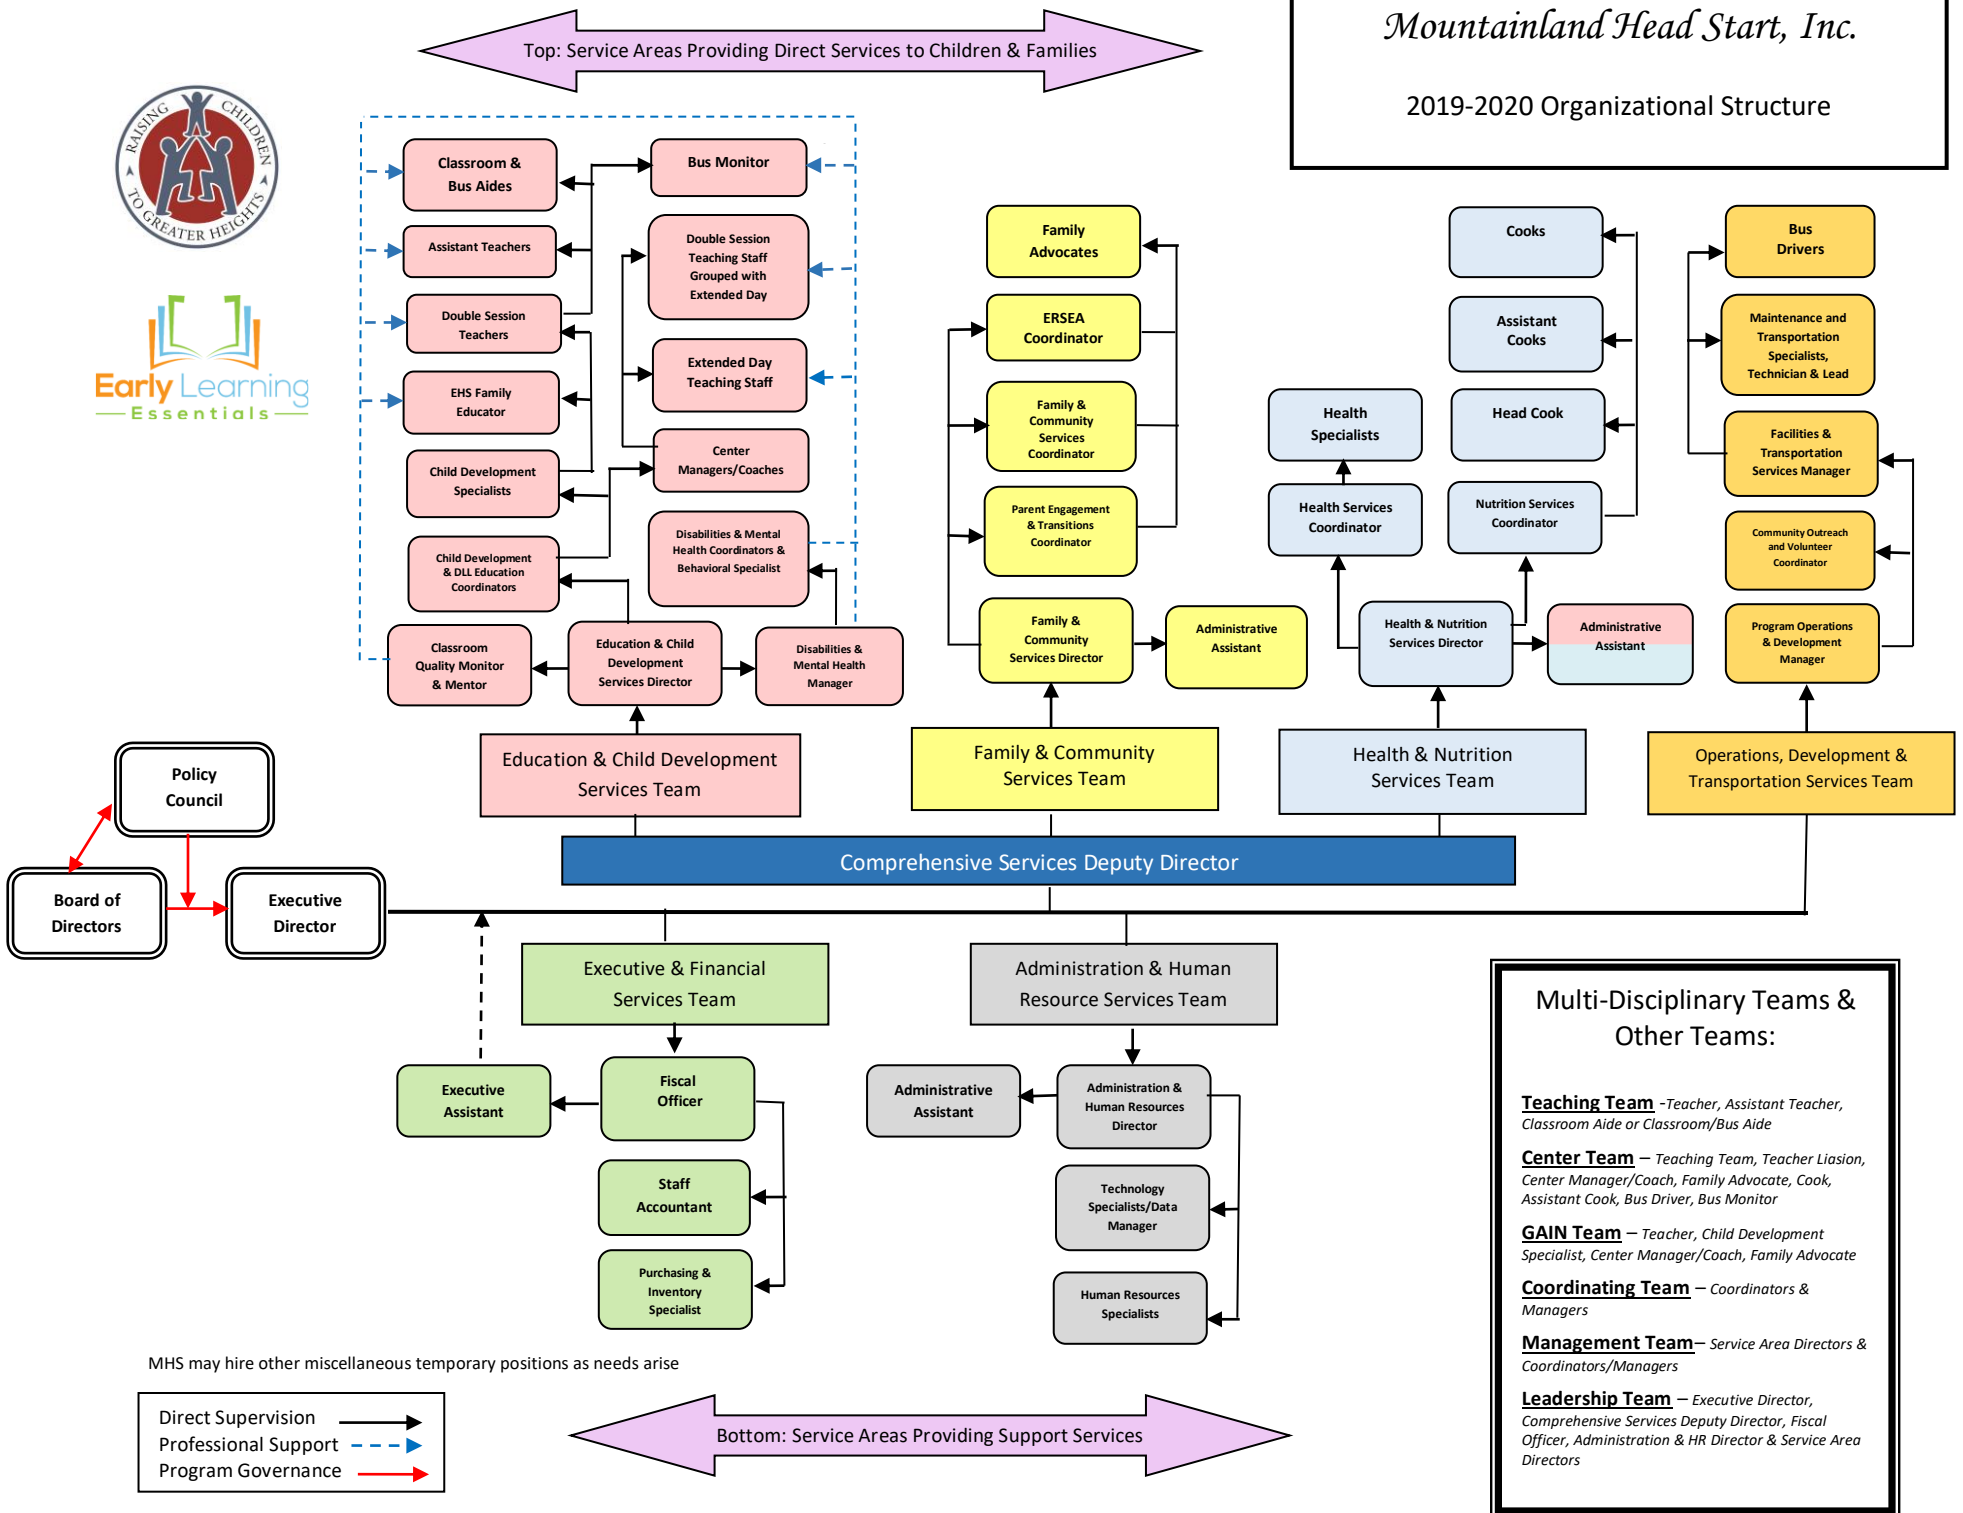 Mountainland Head Start, Inc.
2019-2020 Organizational Structure
Top: Service Areas Providing Direct Services to Children & Families
RAISING CHILDREN
TO GREATER HEIGHTS
Early Learning
Essentials
Classroom &
Bus Aides
Bus Monitor
Assistant Teachers
Double Session
Teaching Staff
Grouped with
Extended Day
Double Session
Teachers
Extended Day
Teaching Staff
EHS Family
Educator
Center
Managers/Coaches
Child Development
Specialists
Disabilities & Mental
Health Coordinators &
Behavioral Specialist
Child Development
& DLL Education
Coordinators
Classroom
Quality Monitor
& Mentor
Education & Child
Development
Services Director
Disabilities &
Mental Health
Manager
Family
Advocates
ERSEA
Coordinator
Family &
Community
Services
Coordinator
Parent Engagement
& Transitions
Coordinator
Family &
Community
Services Director
Administrative
Assistant
Cooks
Assistant
Cooks
Health
Specialists
Head Cook
Health Services
Coordinator
Nutrition Services
Coordinator
Health & Nutrition
Services Director
Administrative
Assistant
Bus
Drivers
Maintenance and
Transportation
Specialists,
Technician & Lead
Facilities &
Transportation
Services Manager
Community Outreach
and Volunteer
Coordinator
Program Operations
& Development
Manager
Education & Child Development
Services Team
Family & Community
Services Team
Health & Nutrition
Services Team
Operations, Development &
Transportation Services Team
Policy
Council
Board of
Directors
Executive
Director
Comprehensive Services Deputy Director
Executive & Financial
Services Team
Administration & Human
Resource Services Team
Executive
Assistant
Fiscal
Officer
Staff
Accountant
Purchasing &
Inventory
Specialist
Administrative
Assistant
Administration &
Human Resources
Director
Technology
Specialists/Data
Manager
Human Resources
Specialists
Multi-Disciplinary Teams &
Other Teams:
Teaching Team -Teacher, Assistant Teacher,
Classroom Aide or Classroom/Bus Aide
Center Team – Teaching Team, Teacher Liasion,
Center Manager/Coach, Family Advocate, Cook,
Assistant Cook, Bus Driver, Bus Monitor
GAIN Team – Teacher, Child Development
Specialist, Center Manager/Coach, Family Advocate
Coordinating Team – Coordinators &
Managers
Management Team– Service Area Directors &
Coordinators/Managers
Leadership Team – Executive Director,
Comprehensive Services Deputy Director, Fiscal
Officer, Administration & HR Director & Service Area
Directors
MHS may hire other miscellaneous temporary positions as needs arise
Direct Supervision
Professional Support
Program Governance
Bottom: Service Areas Providing Support Services